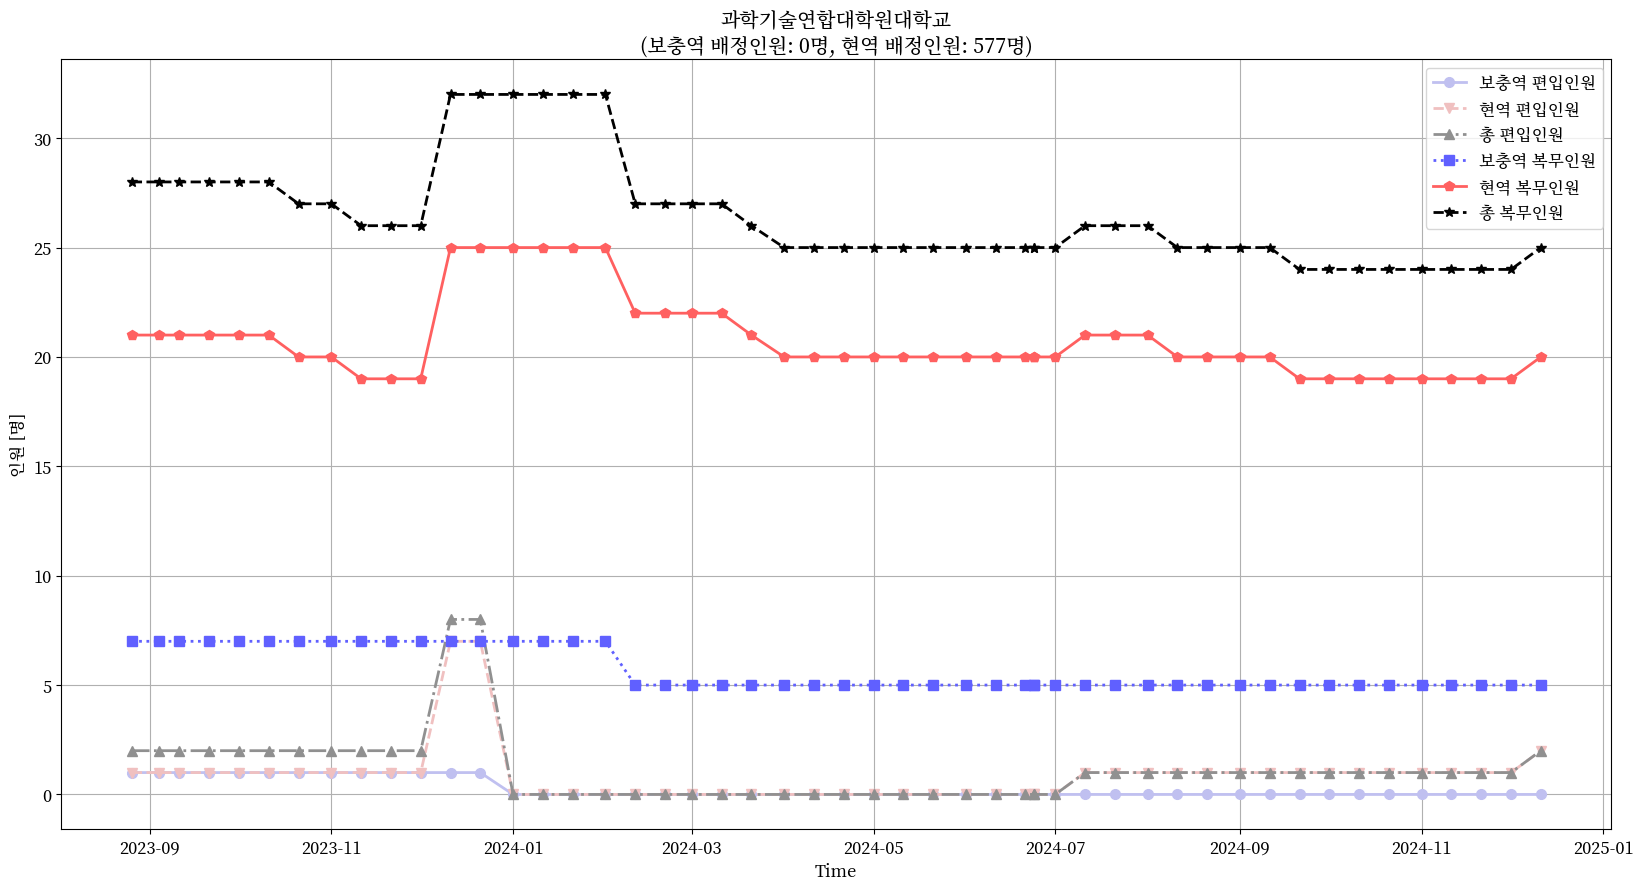 과학기술연합대학원대학교
(보충역 배정인원: 0명, 현역 배정인원: 577명)
보충역 편입인원
현역 편입인원
총 편입인원
보충역 복무인원
현역 복무인원
총 복무인원
인원 [명]
30
25
20
15
10
5
0
2023-09
2023-11
2024-01
2024-03
2024-05
2024-07
2024-09
2024-11
2025-01
Time